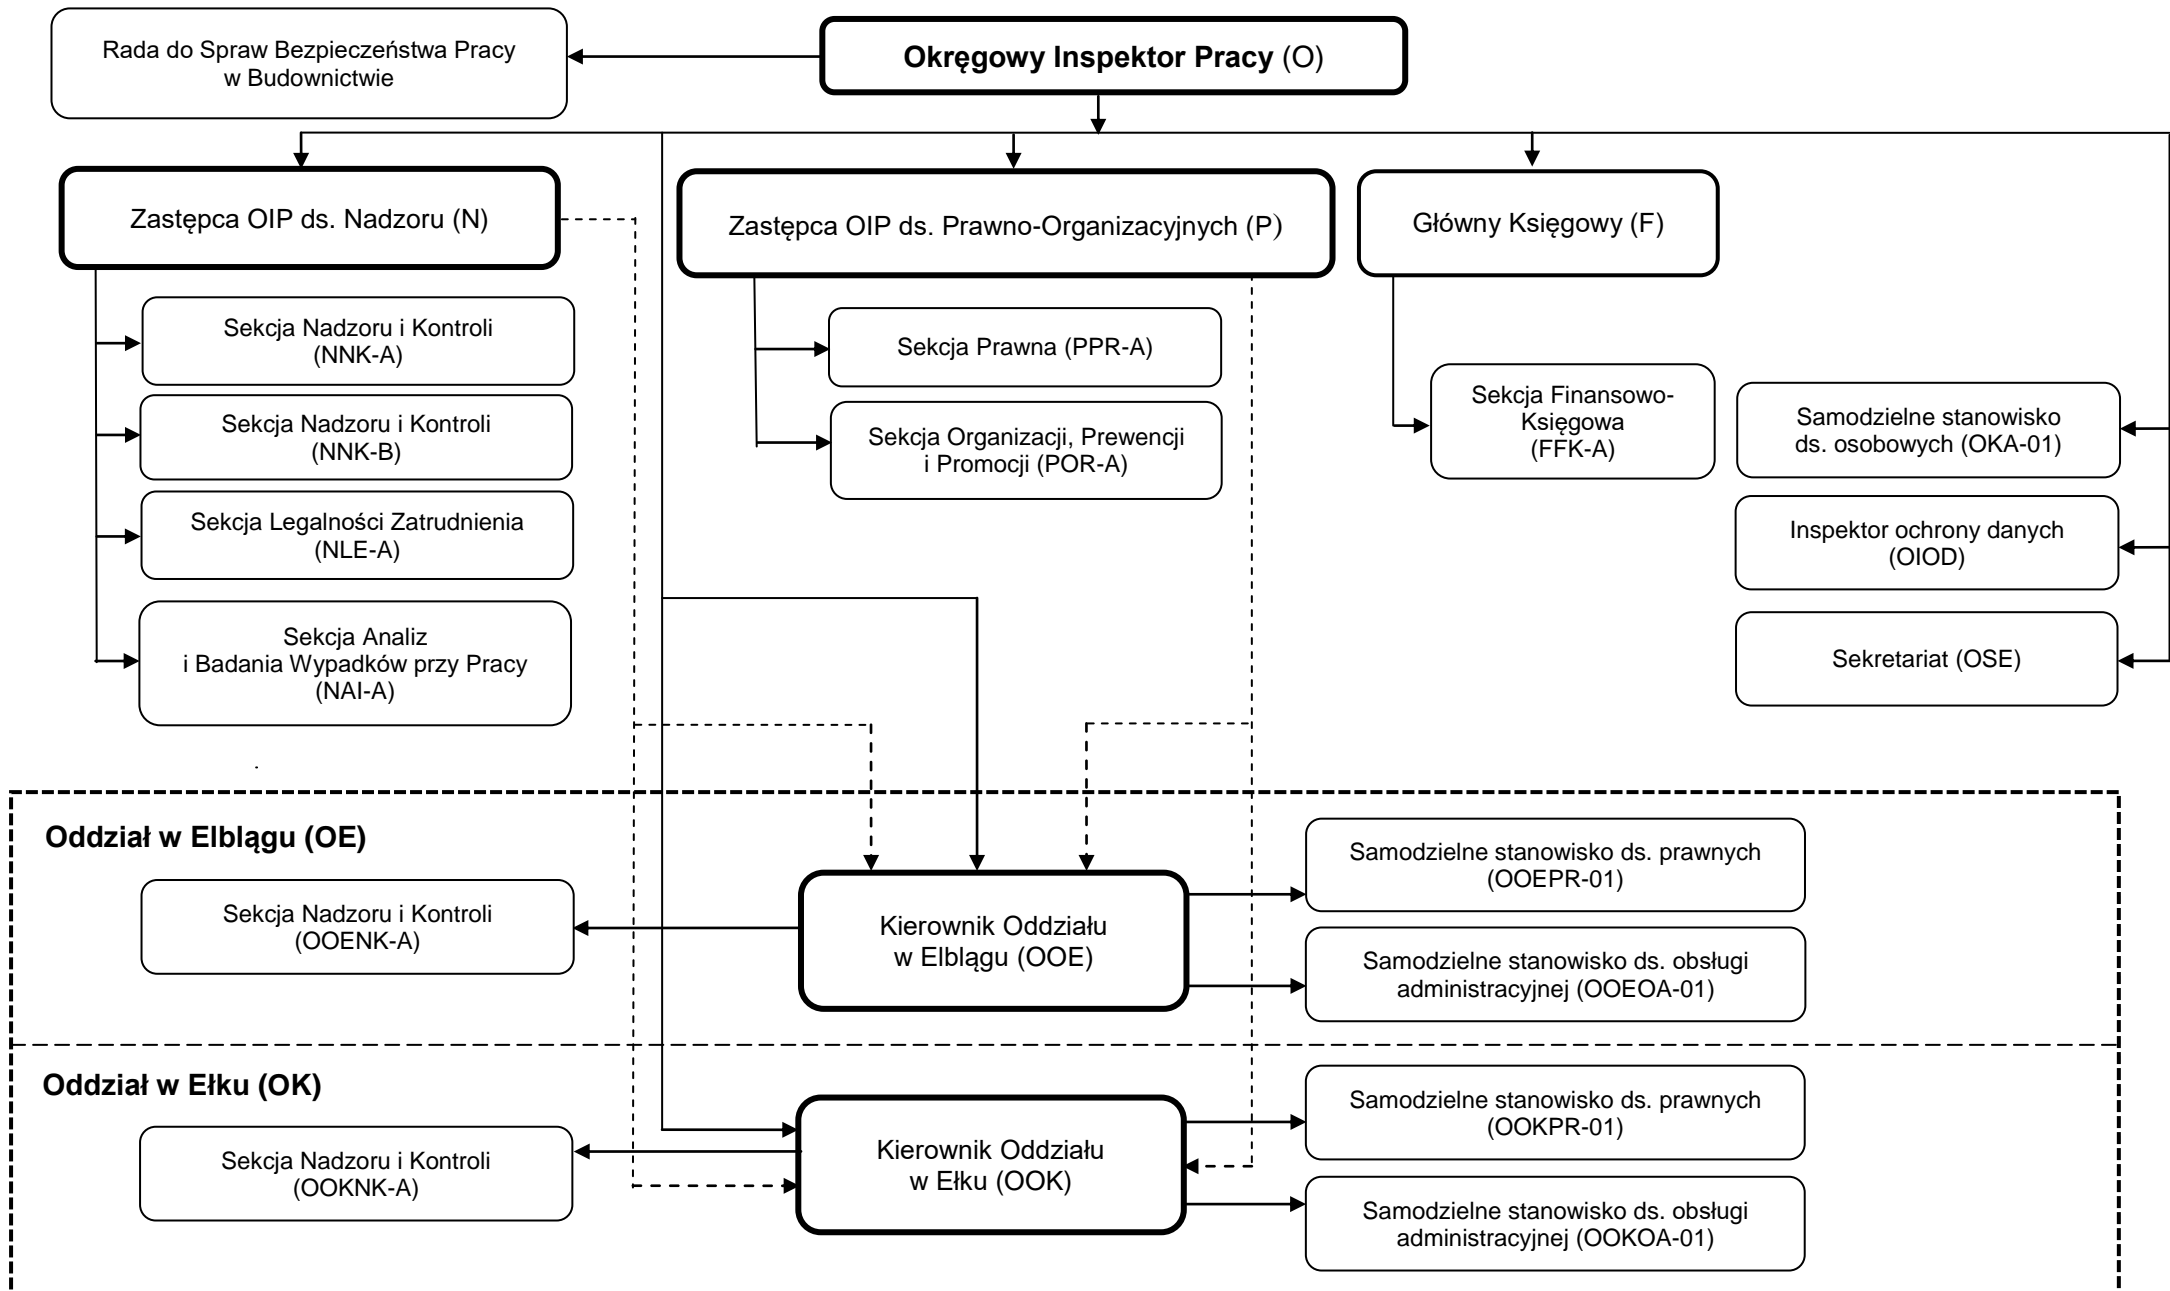 Rada do Spraw Bezpieczeństwa Pracy
w Budownictwie
Okręgowy Inspektor Pracy (O)
Zastępca OIP ds. Nadzoru (N)
Zastępca OIP ds. Prawno-Organizacyjnych (P)
Główny Księgowy (F)
Sekcja Nadzoru i Kontroli
(NNK-A)
Sekcja Nadzoru i Kontroli
(NNK-B)
Sekcja Legalności Zatrudnienia
(NLE-A)
Sekcja Analiz
i Badania Wypadków przy Pracy
(NAI-A)
Sekcja Prawna (PPR-A)
Sekcja Organizacji, Prewencji
i Promocji (POR-A)
Sekcja Finansowo-
Księgowa
(FFK-A)
Samodzielne stanowisko
ds. osobowych (OKA-01)
Inspektor ochrony danych
(OIOD)
Sekretariat (OSE)
.
Oddział w Elblągu (OE)
Sekcja Nadzoru i Kontroli
(OOENK-A)
Kierownik Oddziału
w Elblągu (OOE)
Samodzielne stanowisko ds. prawnych
(OOEPR-01)
Samodzielne stanowisko ds. obsługi
administracyjnej (OOEOA-01)
Oddział w Ełku (OK)
Sekcja Nadzoru i Kontroli
(OOKNK-A)
Kierownik Oddziału
w Ełku (OOK)
Samodzielne stanowisko ds. prawnych
(OOKPR-01)
Samodzielne stanowisko ds. obsługi
administracyjnej (OOKOA-01)